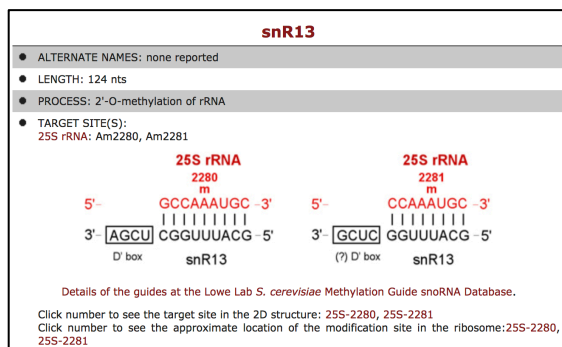 snR13
ALTERNATE NAMES: none reported
LENGTH: 124 nts
PROCESS: 2'-O-methylation of rRNA
TARGET SITE(S):
25S rRNA: Am2280, Am2281
25S rRNA
2280
m
5'- GCCAAAUGC -3'
3'- AGCU CGGUUUACG -5'
D' box snR13
25S rRNA
2281
m
5'- CCAAAUGC -3'
3'- GCUC GGUUUACG -5'
(?) D' box snR13
Details of the guides at the Lowe Lab S. cerevisiae Methylation Guide snoRNA Database.
Click number to see the target site in the 2D structure: 25S-2280, 25S-2281
Click number to see the approximate location of the modification site in the ribosome:25S-2280,
25S-2281